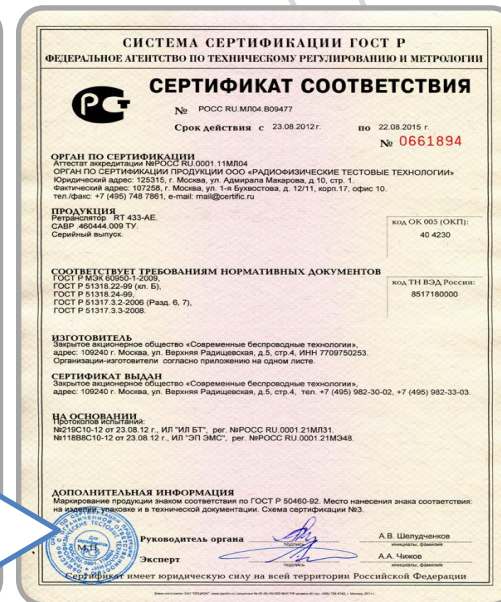 СИСТЕМА СЕРТИФИКАЦИИ ГОСТ Р
ФЕДЕРАЛЬНОЕ АГЕНТСТВО ПО ТЕХНИЧЕСКОМУ РЕГУЛИРОВАНИЮ И МЕТРОЛОГИИ
СЕРТИФИКАТ СООТВЕТСТВИЯ
№ РОСС RU.МЛ04.В09477
Срок действия с 23.08.2012г. по 22.08.2015 г.
№ 0661894
ОРГАН ПО СЕРТИФИКАЦИИ
Аттестат аккредитации №РОСС RU.0001.11МЛ04
ОРГАН ПО СЕРТИФИКАЦИИ ПРОДУКЦИИ ООО «РАДИОФИЗИЧЕСКИЕ ТЕСТОВЫЕ ТЕХНОЛОГИИ»
Юридический адрес: 125315, г. Москва, ул. Адмирала Макарова, д.10, стр. 1.
Фактический адрес: 107258, г. Москва, ул. 1-я Бухвостова, д. 12/11, корп.17, офис 10.
тел./факс: +7 (495) 748 7861, e-mail: mail@certific.ru
ПРОДУКЦИЯ
Ретранслятор RT 433-AE.
САВР .460444.009 ТУ.
Серийный выпуск.
код ОК 005 (ОКП):
40 4230
СООТВЕТСТВУЕТ ТРЕБОВАНИЯМ НОРМАТИВНЫХ ДОКУМЕНТОВ
ГОСТ Р МЭК 60950-1-2009,
ГОСТ Р 51318.22-99 (кл. Б),
ГОСТ Р 51318.24-99,
ГОСТ Р 51317.3.2-2006 (Разд. 6, 7),
ГОСТ Р 51317.3.3-2008.
код ТН ВЭД России:
8517180000
ИЗГОТОВИТЕЛЬ
Закрытое акционерное общество «Современные беспроводные технологии»,
адрес: 109240 г. Москва, ул. Верхняя Радищевская, д.5, стр.4, ИНН 7709750253.
Организации-изготовители согласно приложению на одном листе.
СЕРТИФИКАТ ВЫДАН
Закрытое акционерное общество «Современные беспроводные технологии»,
адрес: 109240 г. Москва, ул. Верхняя Радищевская, д.5, стр.4, тел. +7 (495) 982-30-02, +7 (495) 982-33-03.
НА ОСНОВАНИИ
Протоколов испытаний:
№219С10-12 от 23.08.12 г., ИЛ "БТ", рег. №РОСС RU.0001.21МЛ31.
№118В8С10-12 от 23.08.12 г., ИЛ "ЭЛ ЭМС", рег. №РОСС RU.0001.21МЭ48.
ДОПОЛНИТЕЛЬНАЯ ИНФОРМАЦИЯ
Маркирование продукции знаком соответствия по ГОСТ Р 50460-92. Место нанесения знака соответствия:
на изделии, упаковке и в технической документации. Схема сертификации №3.
М.П.
Руководитель органа
подпись
А.В. Шелудченков
инициалы, фамилия
Эксперт
подпись
А.А. Чижов
инициалы, фамилия
Сертификат имеет юридическую силу на всей территории Российской Федерации